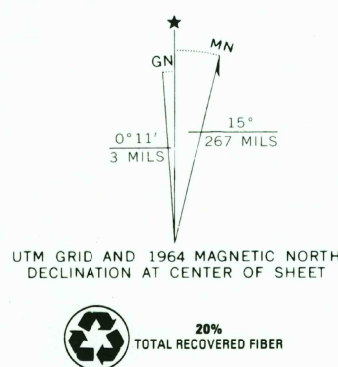 ★
MN
GN
15°
0°11'
267 MILS
3 MILS
UTM GRID AND 1964 MAGNETIC NORTH
DECLINATION AT CENTER OF SHEET
20%
TOTAL RECOVERED FIBER